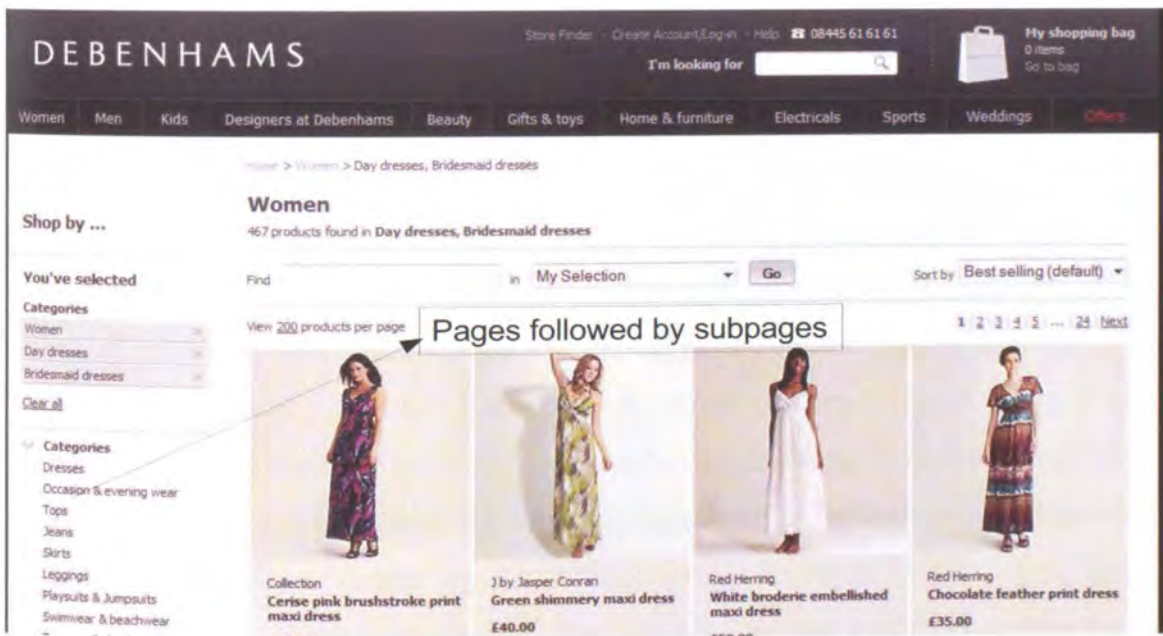 DEBENHAMS
Store Finder - Create Account/Log-in - Help ☎ 08445 61 61 61
I'm looking for
My shopping bag
0 items
Go to bag
Women Men Kids Designers at Debenhams Beauty Gifts & toys Home & furniture Electricals Sports Weddings Offers
Home > Women > Day dresses, Bridesmaid dresses
Women
467 products found in Day dresses, Bridesmaid dresses
Shop by ...
You've selected
Categories
Women
Day dresses
Bridesmaid dresses
Clear all
Categories
Dresses
Occasion & evening wear
Tops
Jeans
Skirts
Leggings
Playsuits & Jumpsuits
Swimwear & beachwear
Find in My Selection Go Sort by Best selling (default)
View 200 products per page
Pages followed by subpages
1 2 3 4 5 ... 24 Next
Collection
Cerise pink brushstroke print
maxi dress
J by Jasper Conran
Green shimmery maxi dress
£40.00
Red Herring
White broderie embellished
maxi dress
Red Herring
Chocolate feather print dress
£35.00